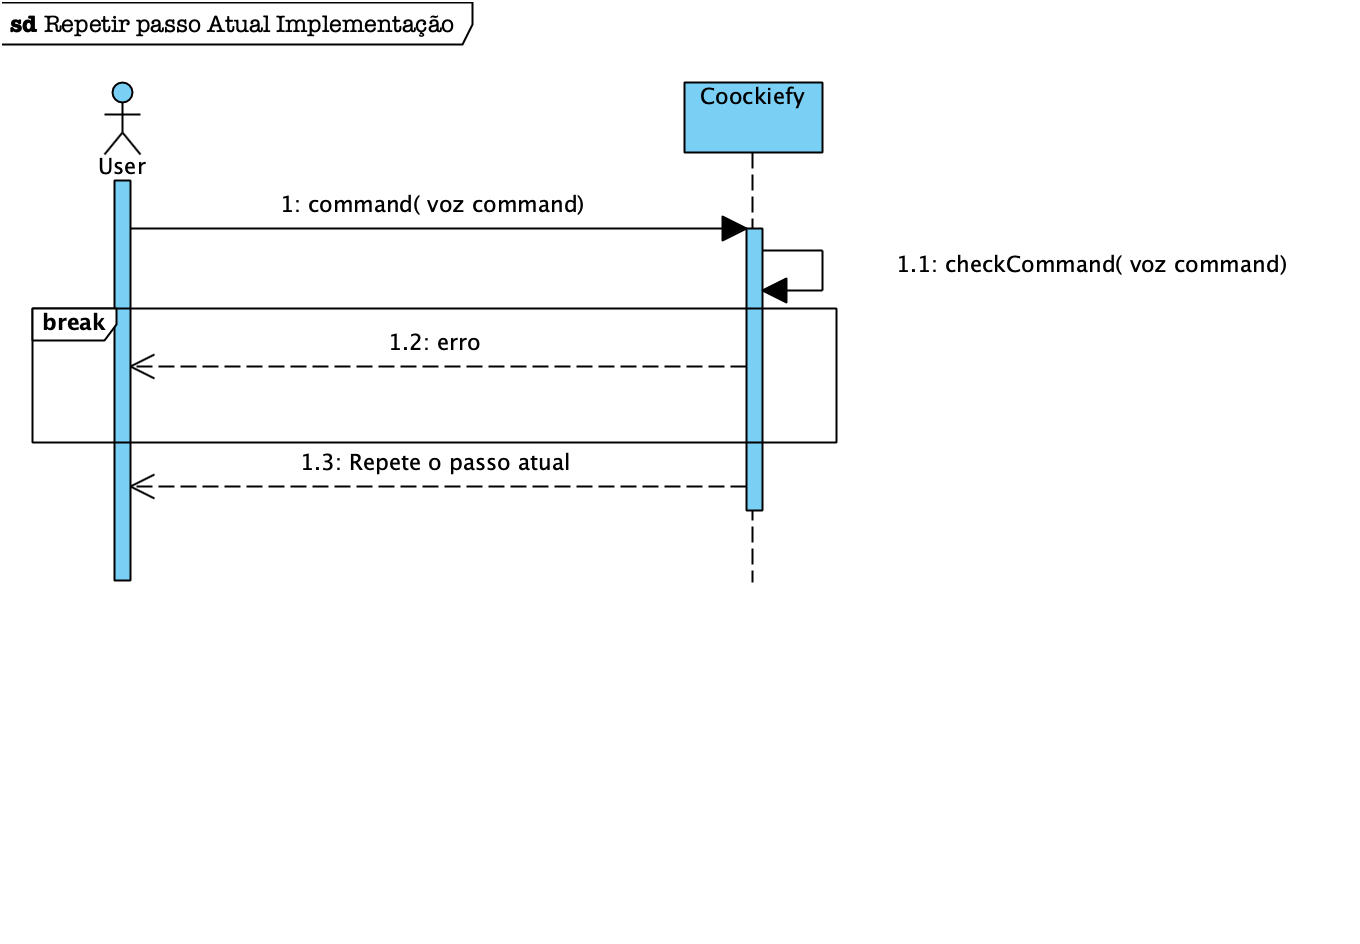 sd Repetir passo Atual Implementação
Coockiefy
User
1: command( voz command)
1.1: checkCommand( voz command)
break
1.2: erro
1.3: Repete o passo atual